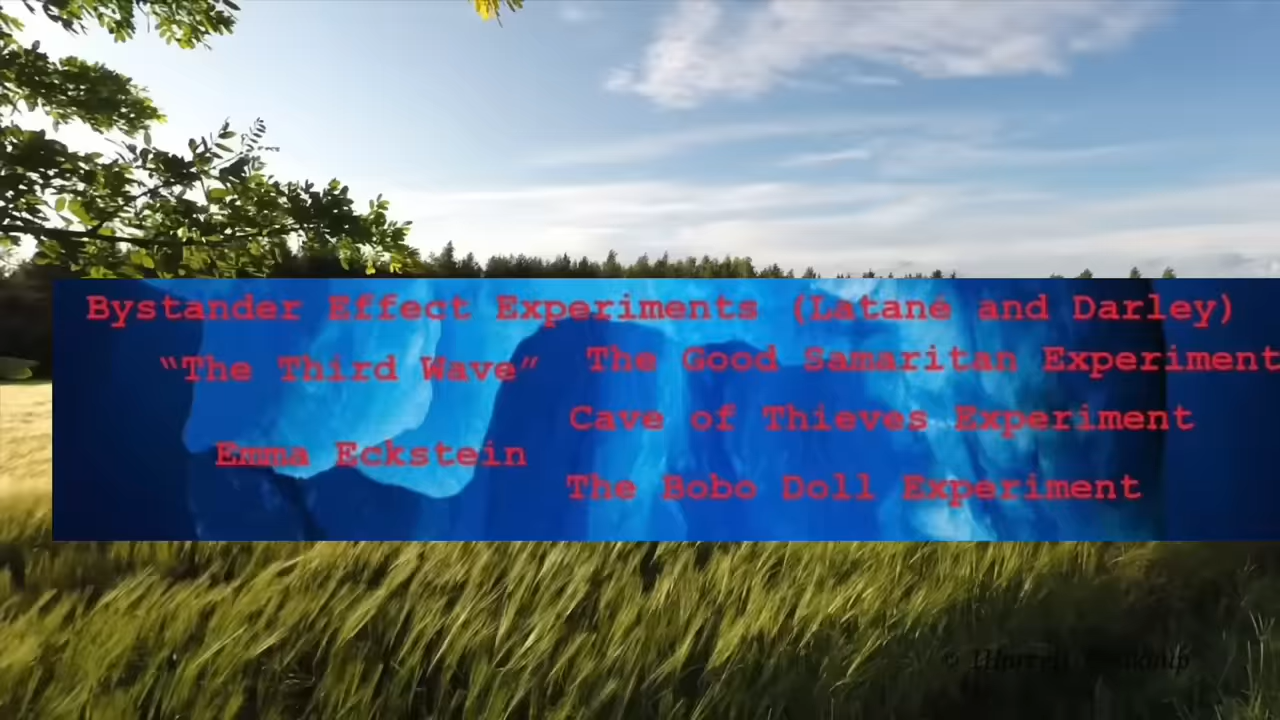 Bystander Effect Experiments (Latané and Darley)
“The Third Wave”
The Good Samaritan Experiment
Cave of Thieves Experiment
Emma Eckstein
The Bobo Doll Experiment
©